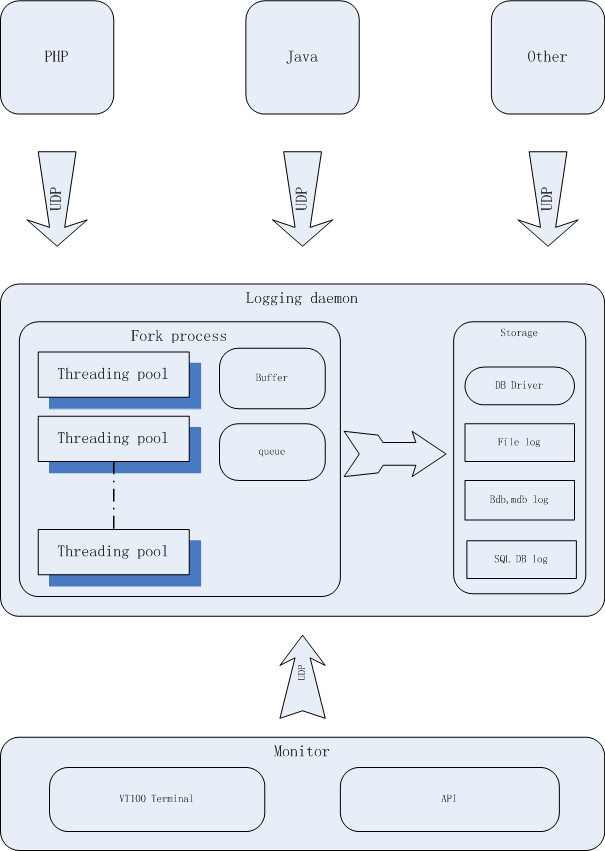 PHP
Java
Other
UDP
UDP
UDP
Logging daemon
Fork process
Storage
Threading pool
Buffer
DB Driver
Threading pool
queue
File log
Bdb,mdb log
Threading pool
SQL DB log
UDP
Monitor
VT100 Terminal
API